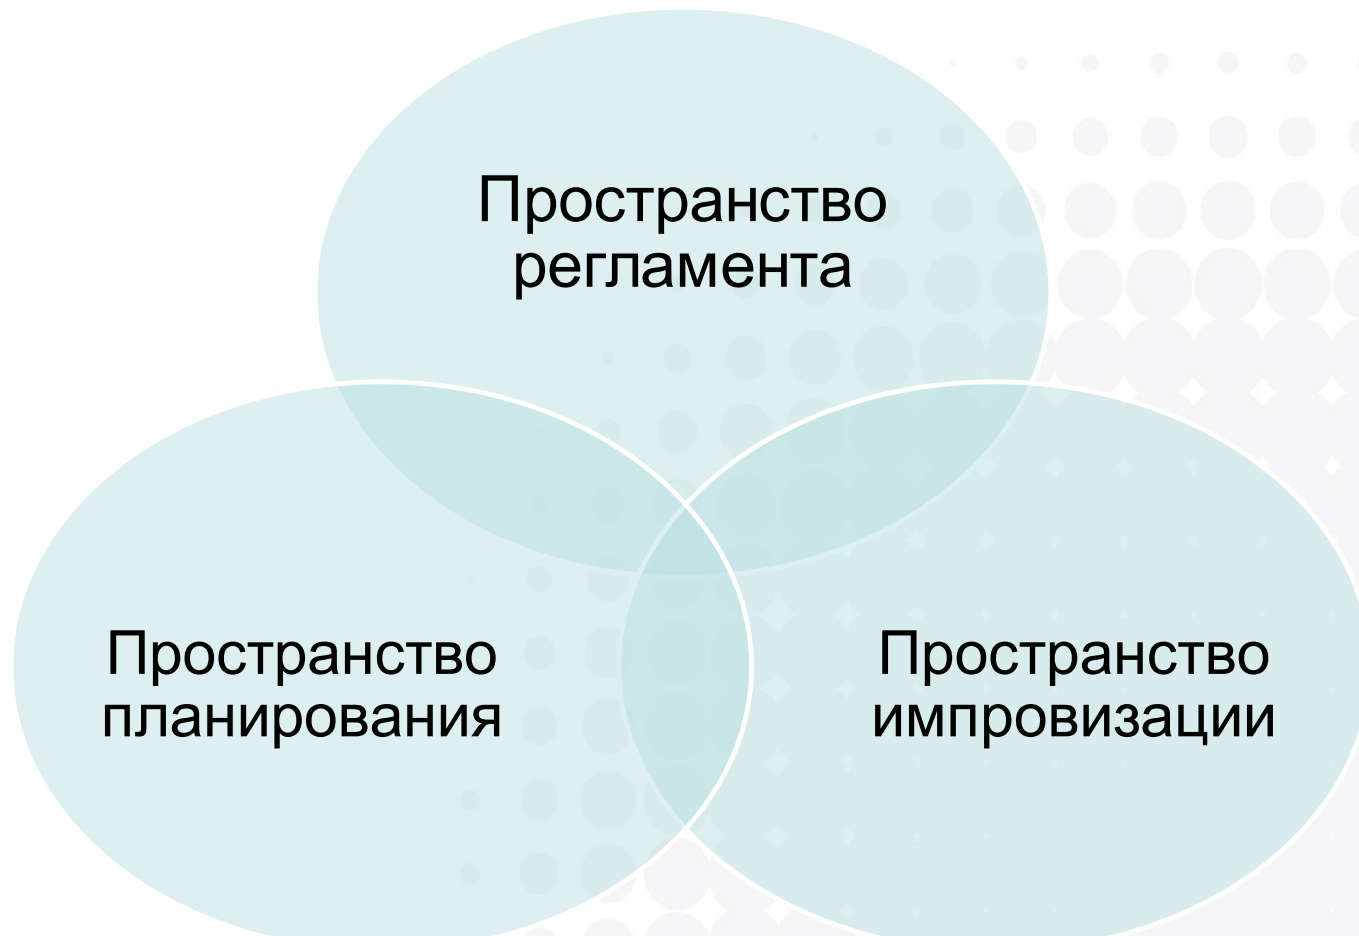 Пространство
регламента
Пространство
планирования
Пространство
импровизации